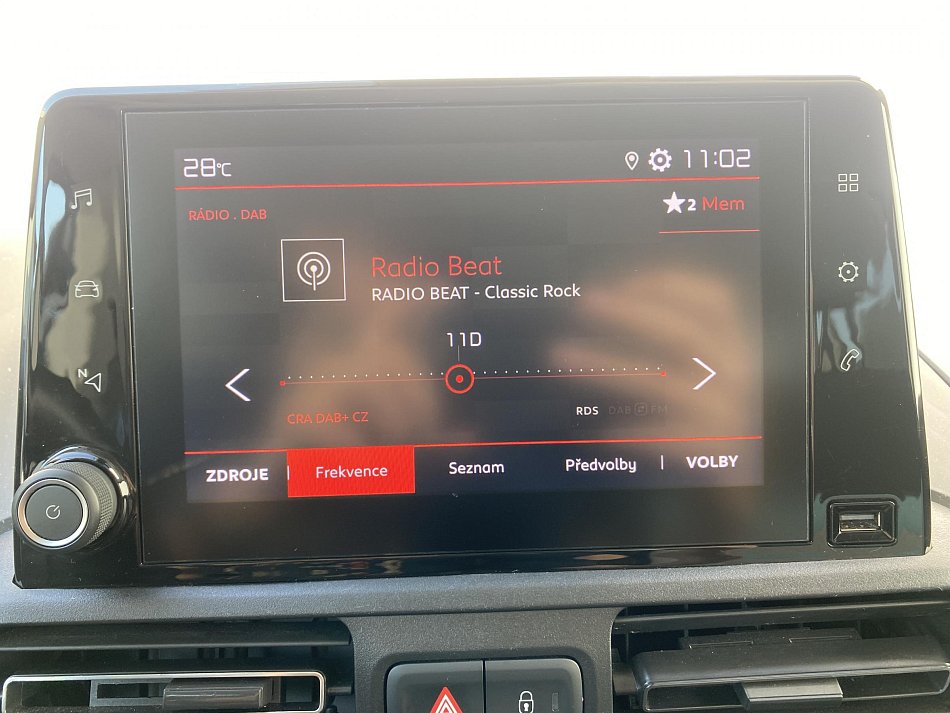 28°C 11:02
RÁDIO . DAB
2 Mem
Radio Beat
RADIO BEAT - Classic Rock
11D
CRA DAB+ CZ
RDS DAB FM
ZDROJE Frekvence Seznam Předvolby VOLBY
N